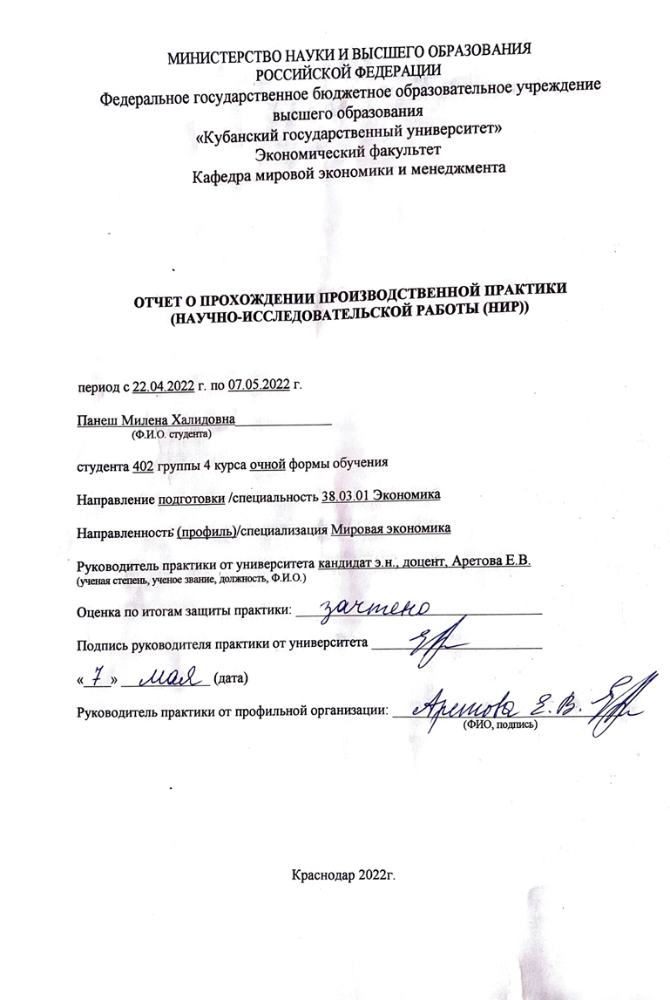 МИНИСТЕРСТВО НАУКИ И ВЫСШЕГО ОБРАЗОВАНИЯ
РОССИЙСКОЙ ФЕДЕРАЦИИ
Федеральное государственное бюджетное образовательное учреждение
высшего образования
«Кубанский государственный университет»
Экономический факультет
Кафедра мировой экономики и менеджмента
ОТЧЕТ О ПРОХОЖДЕНИИ ПРОИЗВОДСТВЕННОЙ ПРАКТИКИ
(НАУЧНО-ИССЛЕДОВАТЕЛЬСКОЙ РАБОТЫ (НИР))
период с 22.04.2022 г. по 07.05.2022 г.
Панеш Милена Халидовна
(Ф.И.О. студента)
студента 402 группы 4 курса очной формы обучения
Направление подготовки /специальность 38.03.01 Экономика
Направленность (профиль)/специализация Мировая экономика
Руководитель практики от университета кандидат э.н., доцент, Аретова Е.В.
(ученая степень, ученое звание, должность, Ф.И.О.)
Оценка по итогам защиты практики: зачтено
Подпись руководителя практики от университета
«7» мая (дата)
Руководитель практики от профильной организации: Аретова Е.В.
(ФИО, подпись)
Краснодар 2022г.